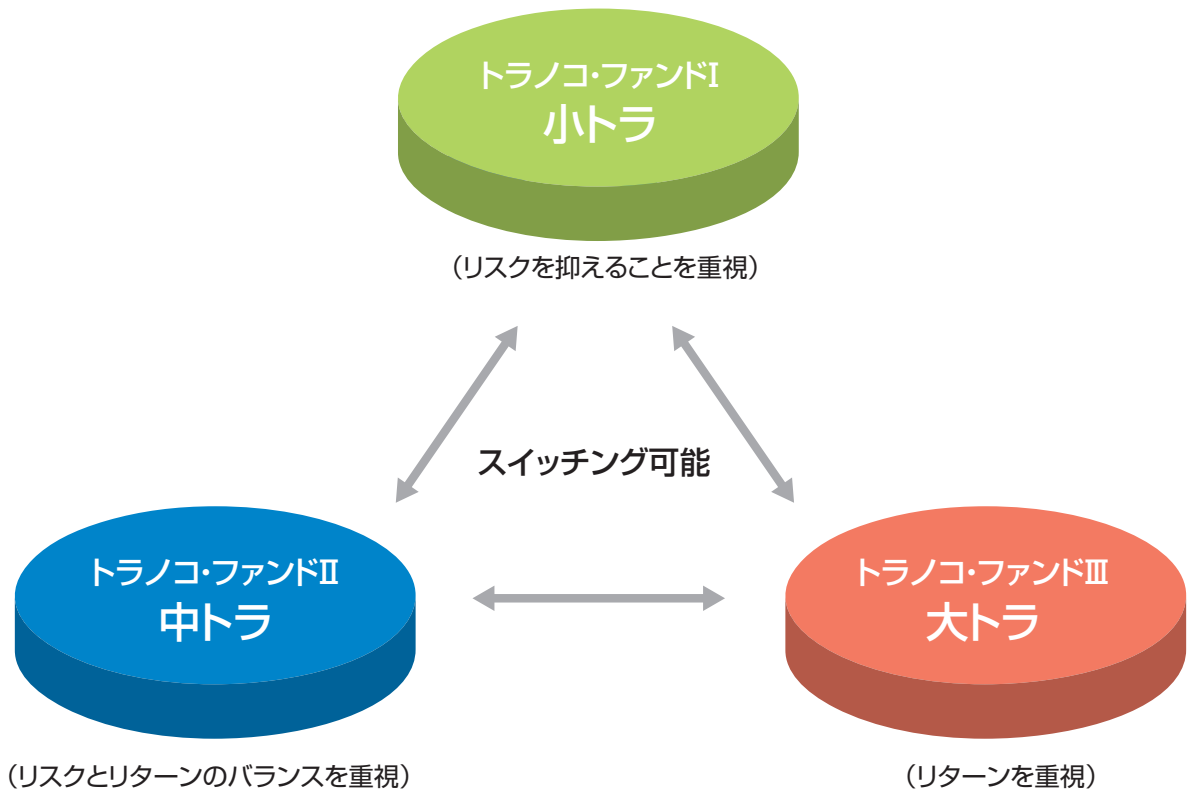 トラノコ・ファンドⅠ
小トラ
（リスクを抑えることを重視）
スイッチング可能
トラノコ・ファンドⅡ
中トラ
（リスクとリターンのバランスを重視）
トラノコ・ファンドⅢ
大トラ
（リターンを重視）